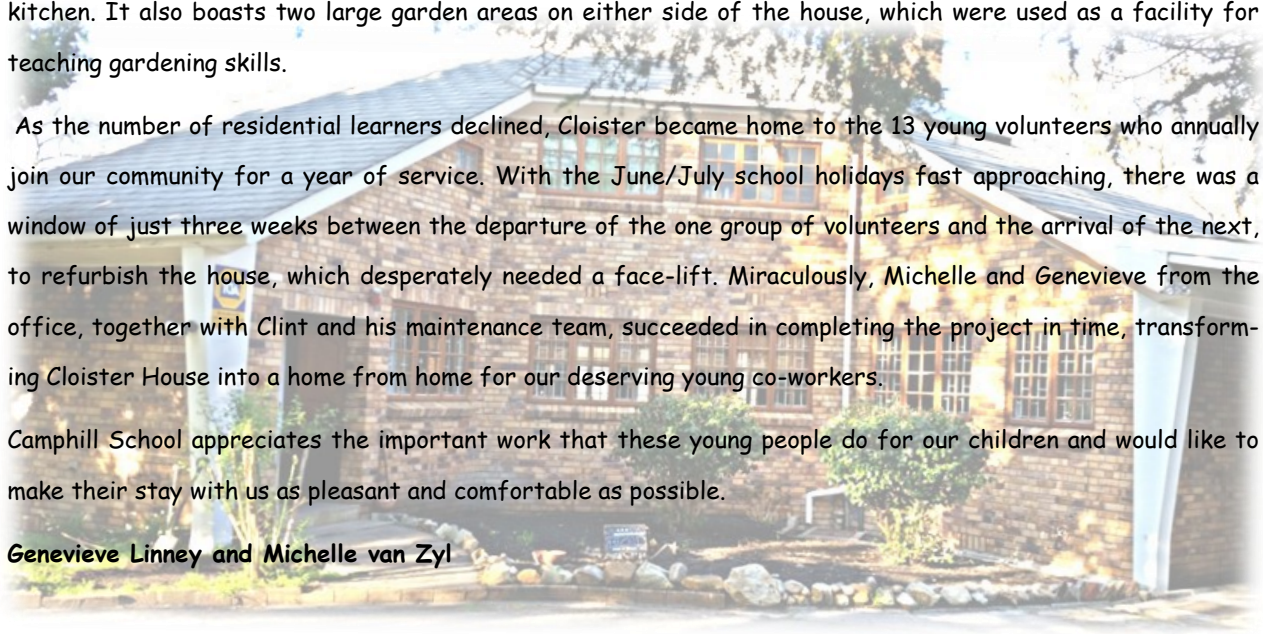 kitchen. It also boasts two large garden areas on either side of the house, which were used as a facility for
teaching gardening skills.
As the number of residential learners declined, Cloister became home to the 13 young volunteers who annually
join our community for a year of service. With the June/July school holidays fast approaching, there was a
window of just three weeks between the departure of the one group of volunteers and the arrival of the next,
to refurbish the house, which desperately needed a face-lift. Miraculously, Michelle and Genevieve from the
office, together with Clint and his maintenance team, succeeded in completing the project in time, transform-
ing Cloister House into a home from home for our deserving young co-workers.
Camphill School appreciates the important work that these young people do for our children and would like to
make their stay with us as pleasant and comfortable as possible.
Genevieve Linney and Michelle van Zyl